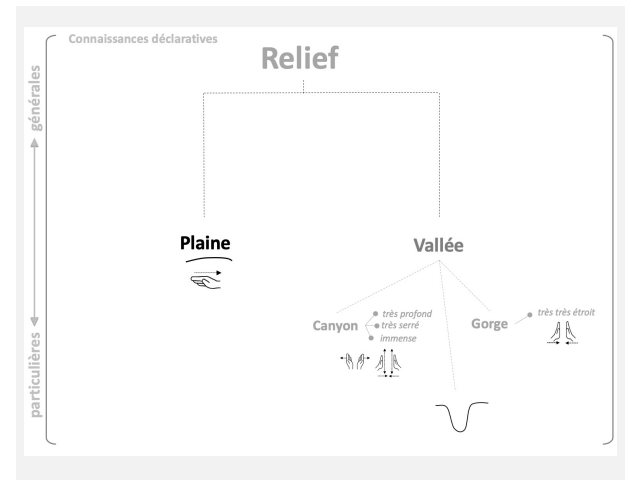 Connaissances déclaratives
Relief
générales
particulières
Plaine
Vallée
Canyon
très profond
très serré
immense
Gorge
très très étroit